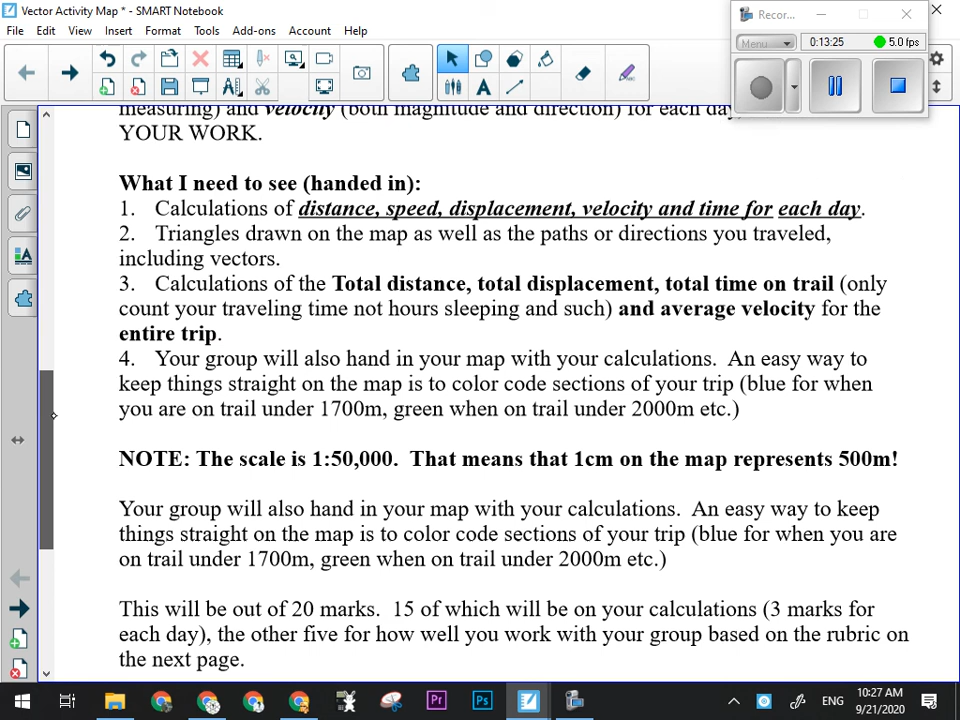 Vector Activity Map * - SMART Notebook
Recor...
File Edit View Insert Format Tools Add-ons Account Help
Menu 0:13:25 5.0 fps
measuring) and velocity (both magnitude and direction) for each day
YOUR WORK.
What I need to see (handed in):
1. Calculations of distance, speed, displacement, velocity and time for each day.
2. Triangles drawn on the map as well as the paths or directions you traveled,
including vectors.
3. Calculations of the Total distance, total displacement, total time on trail (only
count your traveling time not hours sleeping and such) and average velocity for the
entire trip.
4. Your group will also hand in your map with your calculations. An easy way to
keep things straight on the map is to color code sections of your trip (blue for when
you are on trail under 1700m, green when on trail under 2000m etc.)
NOTE: The scale is 1:50,000. That means that 1cm on the map represents 500m!
Your group will also hand in your map with your calculations. An easy way to keep
things straight on the map is to color code sections of your trip (blue for when you are
on trail under 1700m, green when on trail under 2000m etc.)
This will be out of 20 marks. 15 of which will be on your calculations (3 marks for
each day), the other five for how well you work with your group based on the rubric on
the next page.
Pr Ps ENG 10:27 AM
9/21/2020